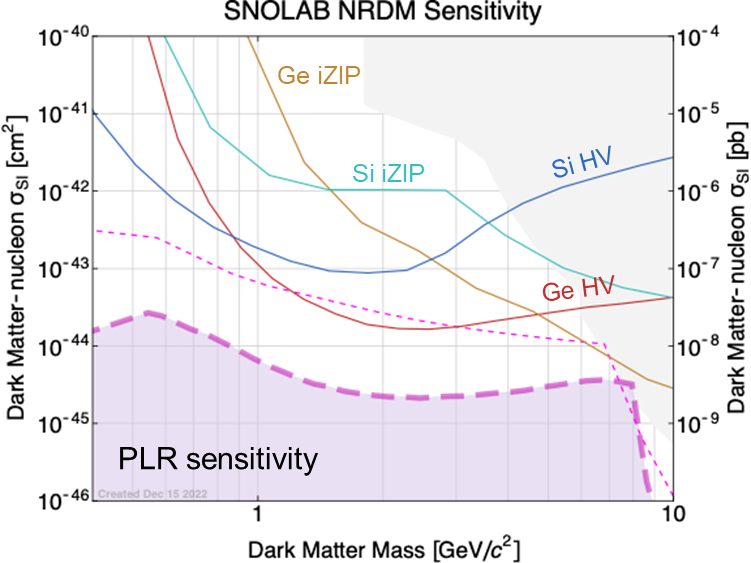 SNOLAB NRDM Sensitivity
10-40
10-41
10-42
10-43
10-44
10-45
10-46
Dark Matter-nucleon σSI [cm2]
10-4
10-5
10-6
10-7
10-8
10-9
Dark Matter-nucleon σSI [pb]
Ge iZIP
Si iZIP
Si HV
Ge HV
PLR sensitivity
Created Dec 15 2022
1
10
Dark Matter Mass [GeV/c2]